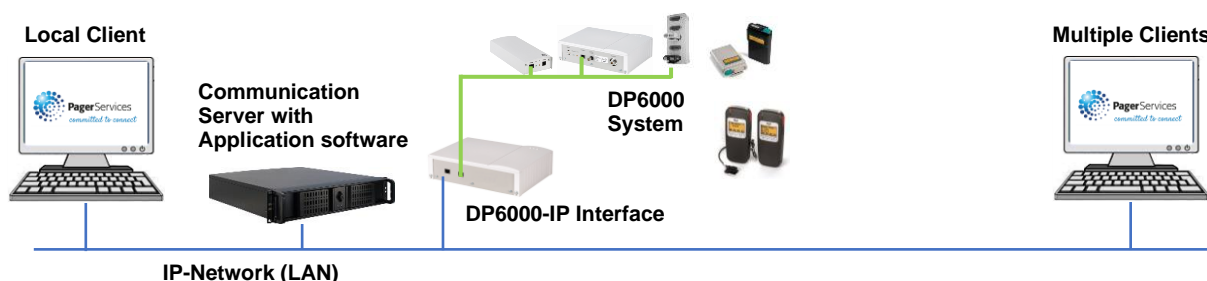 Local Client
Multiple Clients
PagerServices
committed to connect
Communication
Server with
Application software
DP6000
System
PagerServices
committed to connect
DP6000-IP Interface
IP-Network (LAN)